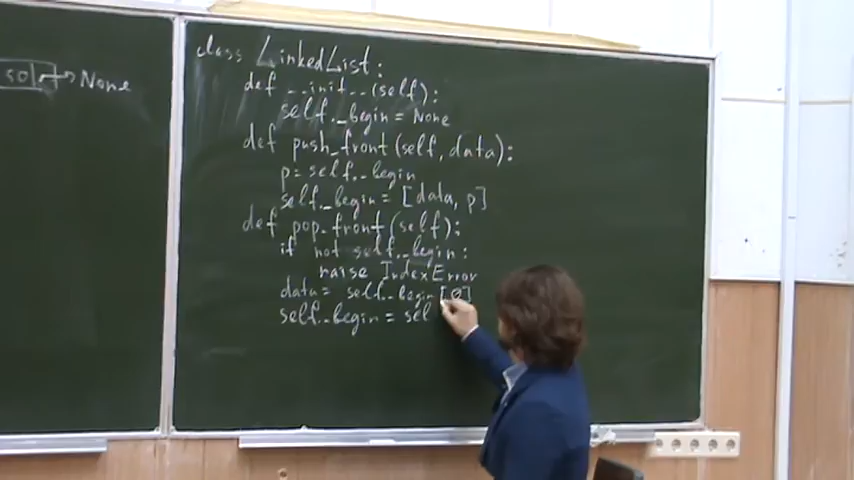 50 → None
class LinkedList:
def __init__(self):
self._begin = None
def push_front(self, data):
p = self._begin
self._begin = [data, p]
def pop_front(self):
if not self._begin:
raise IndexError
data = self._begin[0]
self._begin = sel